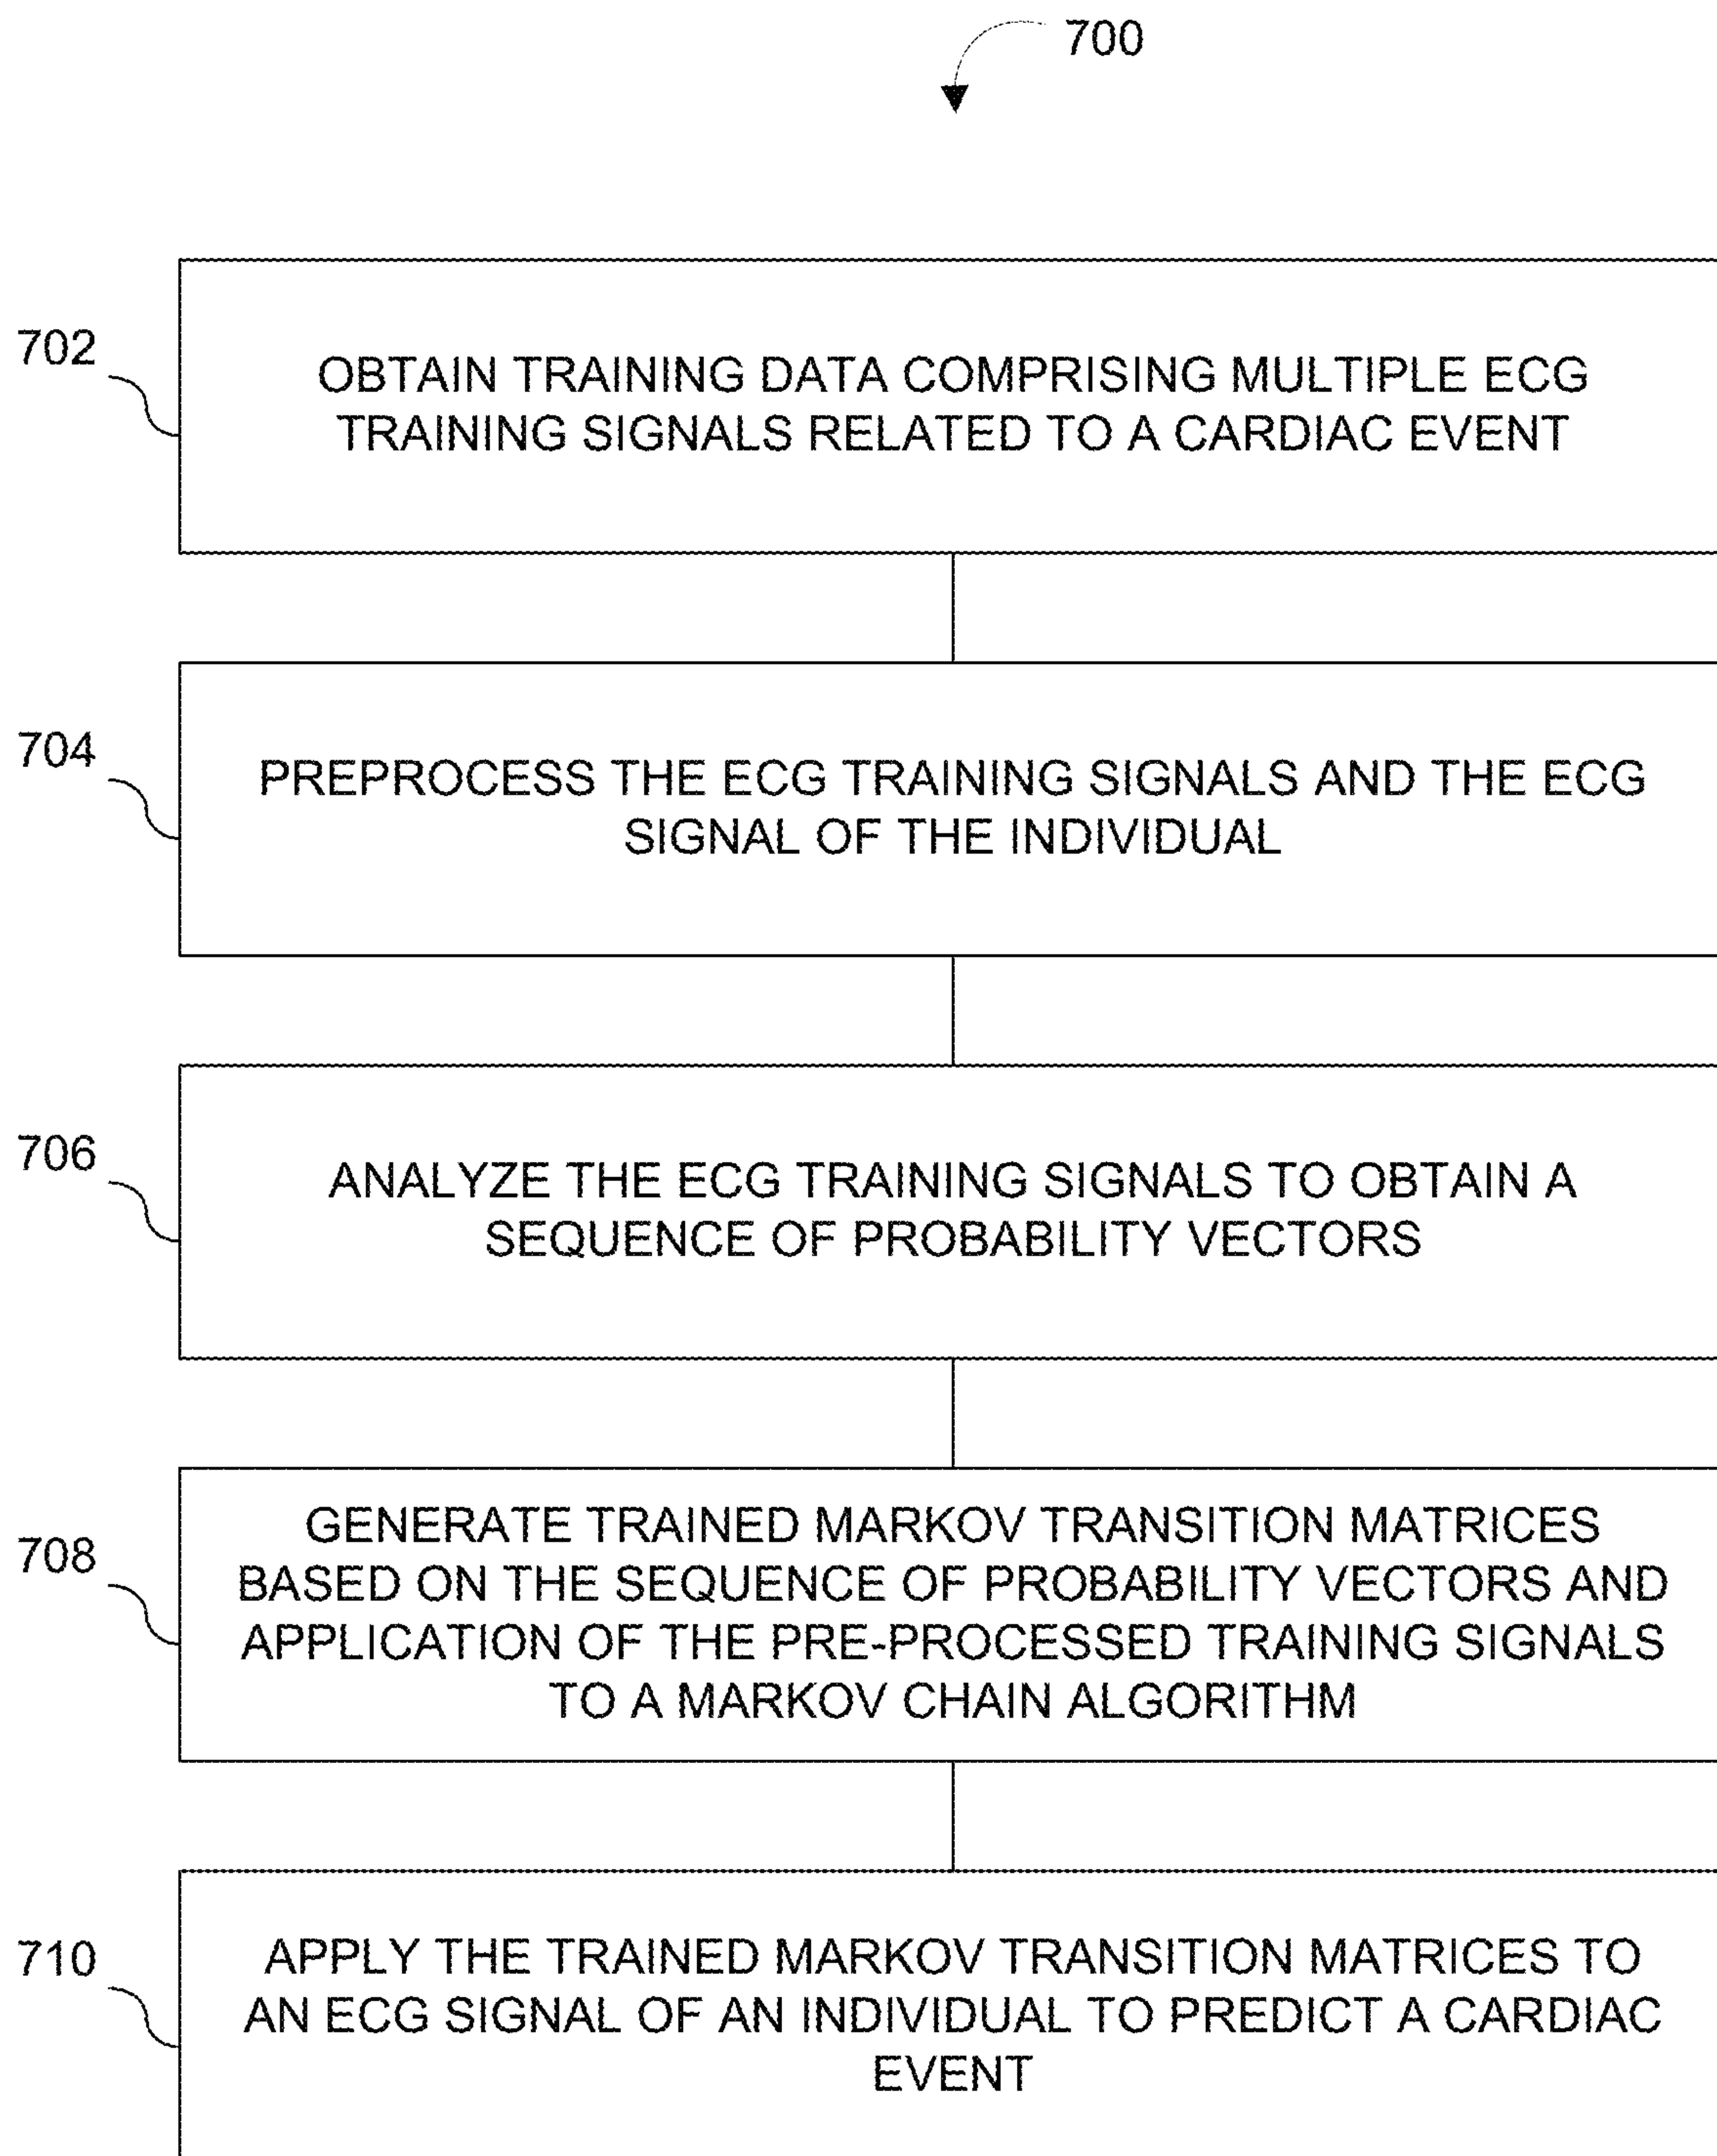 700
702
OBTAIN TRAINING DATA COMPRISING MULTIPLE ECG
TRAINING SIGNALS RELATED TO A CARDIAC EVENT
704
PREPROCESS THE ECG TRAINING SIGNALS AND THE ECG
SIGNAL OF THE INDIVIDUAL
706
ANALYZE THE ECG TRAINING SIGNALS TO OBTAIN A
SEQUENCE OF PROBABILITY VECTORS
708
GENERATE TRAINED MARKOV TRANSITION MATRICES
BASED ON THE SEQUENCE OF PROBABILITY VECTORS AND
APPLICATION OF THE PRE-PROCESSED TRAINING SIGNALS
TO A MARKOV CHAIN ALGORITHM
710
APPLY THE TRAINED MARKOV TRANSITION MATRICES TO
AN ECG SIGNAL OF AN INDIVIDUAL TO PREDICT A CARDIAC
EVENT